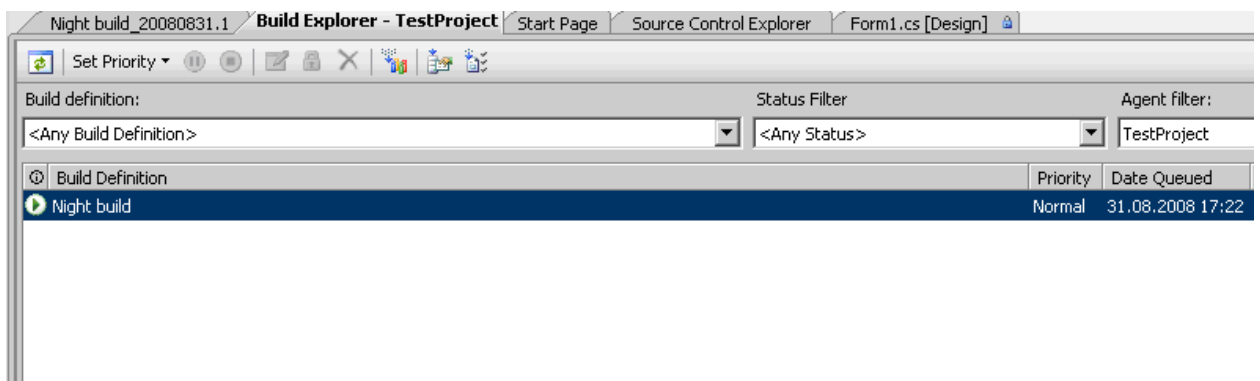 Night build_20080831.1 Build Explorer - TestProject Start Page Source Control Explorer Form1.cs [Design]
Set Priority
Build definition: Status Filter Agent filter:
<Any Build Definition> <Any Status> TestProject
Build Definition Priority Date Queued
Night build Normal 31.08.2008 17:22